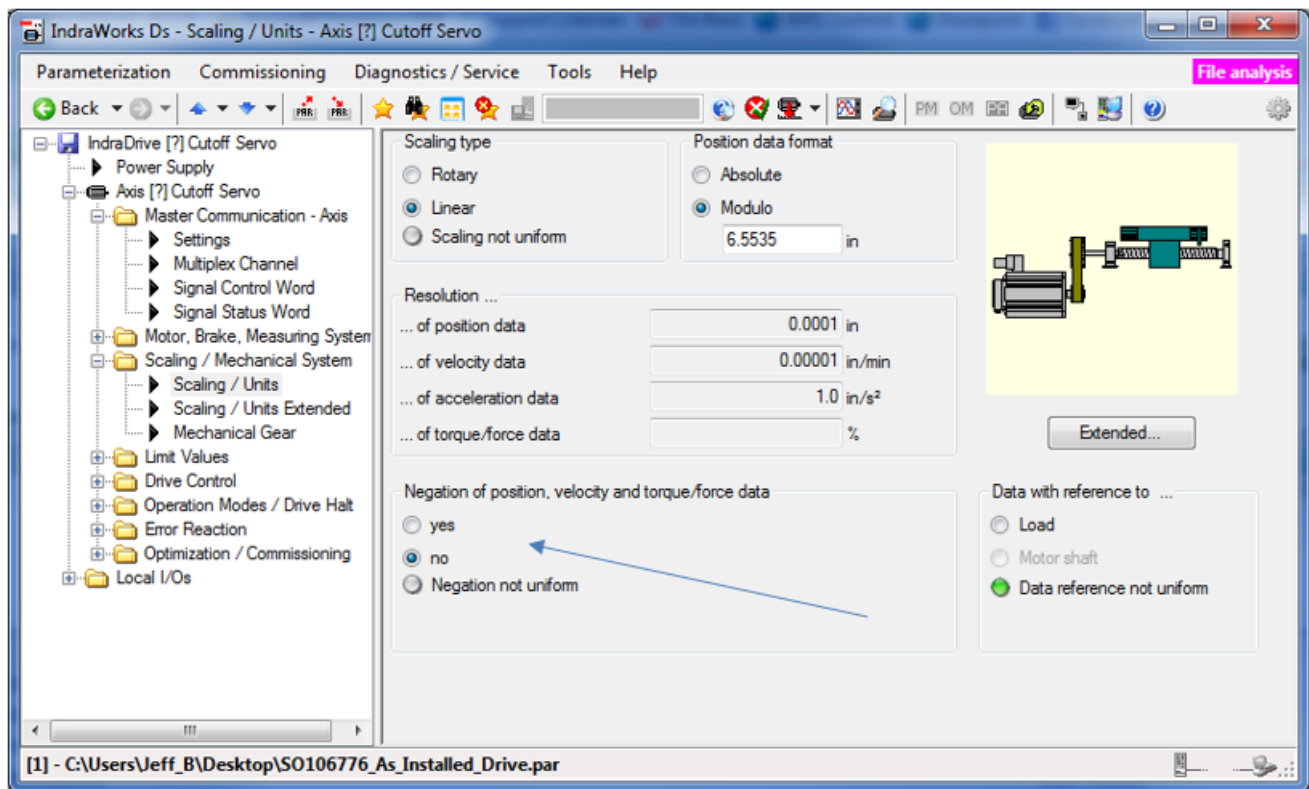 IndraWorks Ds - Scaling / Units - Axis [?] Cutoff Servo
Parameterization Commissioning Diagnostics / Service Tools Help File analysis
Back PAR PAR PM OM
IndraDrive [?] Cutoff Servo
Power Supply
Axis [?] Cutoff Servo
Master Communication - Axis
Settings
Multiplex Channel
Signal Control Word
Signal Status Word
Motor, Brake, Measuring System
Scaling / Mechanical System
Scaling / Units
Scaling / Units Extended
Mechanical Gear
Limit Values
Drive Control
Operation Modes / Drive Halt
Error Reaction
Optimization / Commissioning
Local I/Os
Scaling type
Rotary
Linear
Scaling not uniform
Position data format
Absolute
Modulo
6.5535 in
Resolution ...
... of position data 0.0001 in
... of velocity data 0.00001 in/min
... of acceleration data 1.0 in/s²
... of torque/force data %
Extended...
Negation of position, velocity and torque/force data
yes
no
Negation not uniform
Data with reference to ...
Load
Motor shaft
Data reference not uniform
[1] - C:\Users\Jeff_B\Desktop\SO106776_As_Installed_Drive.par